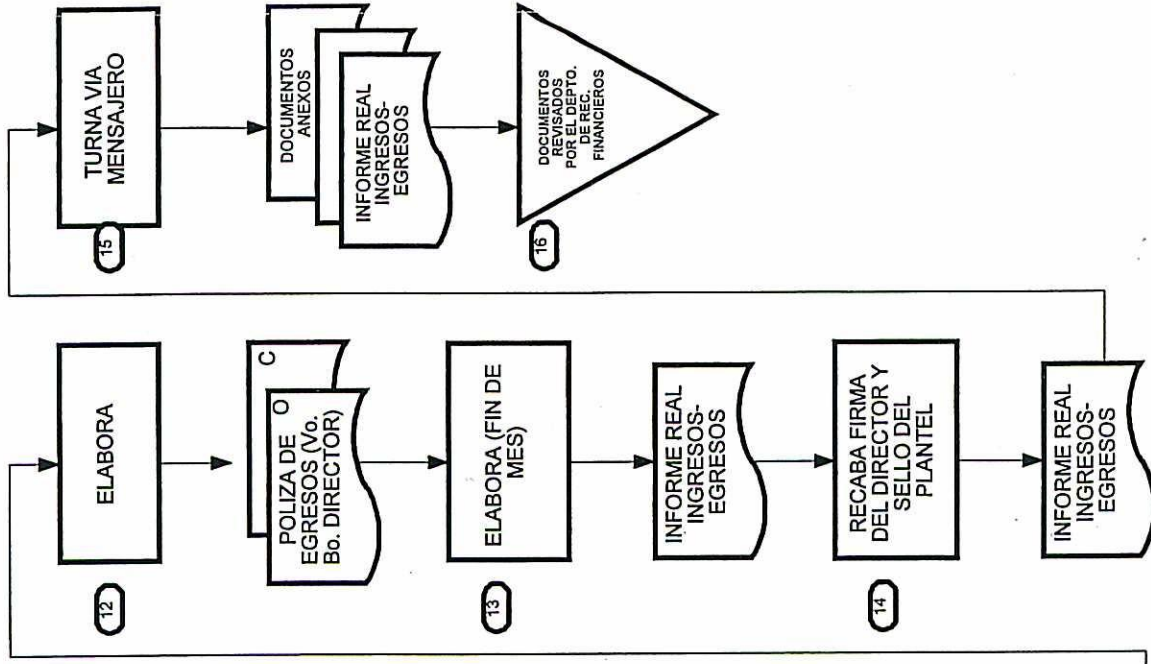 12
ELABORA
C
O
POLIZA DE
EGRESOS (Vo.
Bo. DIRECTOR)
13
ELABORA (FIN DE
MES)
INFORME REAL
INGRESOS-
EGRESOS
14
RECABA FIRMA
DEL DIRECTOR Y
SELLO DEL
PLANTEL
INFORME REAL
INGRESOS-
EGRESOS
15
TURNA VIA
MENSAJERO
DOCUMENTOS
ANEXOS
INFORME REAL
INGRESOS-
EGRESOS
16
DOCUMENTOS
REVISADOS
POR EL DEPTO.
DE REC.
FINANCIEROS